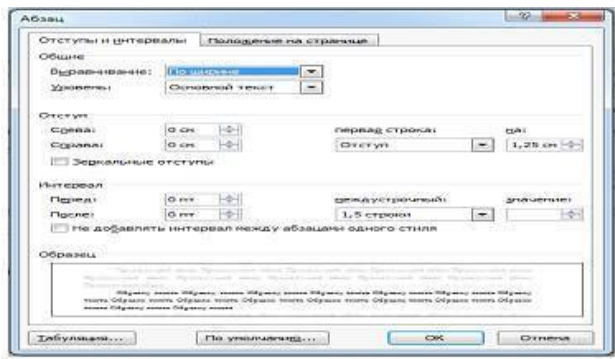 Абзац
Отступы и интервалы Положение на странице
Общие
Выравнивание: По ширине
Уровень: Основной текст
Отступ
Слева: 0 см первая строка: на:
Справа: 0 см Отступ 1,25 см
Зеркальные отступы
Интервал
Перед: 0 пт междустрочный: значение:
После: 0 пт 1,5 строки
Не добавлять интервал между абзацами одного стиля
Образец
Табуляция... По умолчанию... ОК Отмена